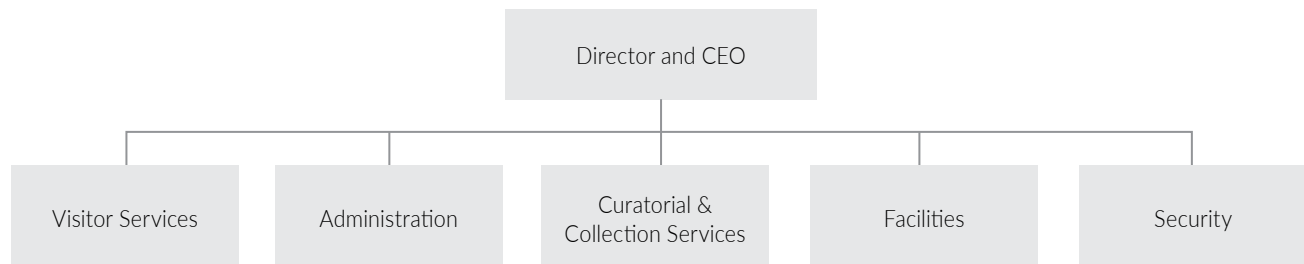 Director and CEO
Visitor Services
Administration
Curatorial &
Collection Services
Facilities
Security